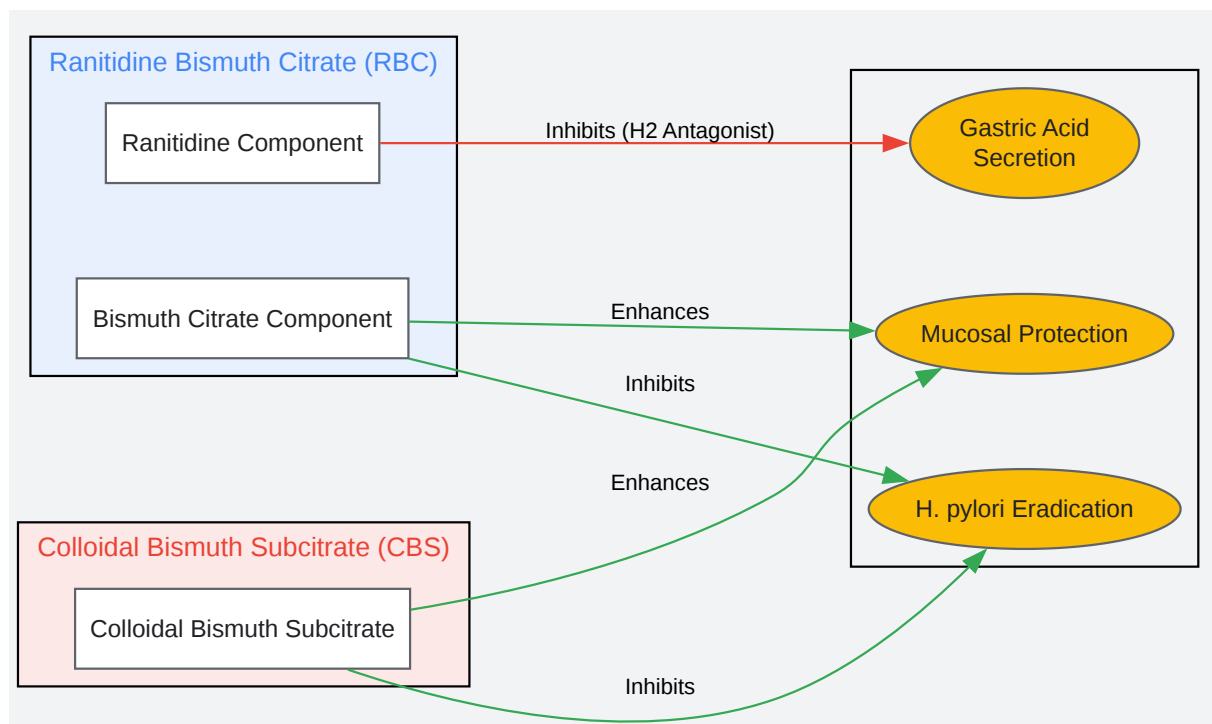 Ranitidine Bismuth Citrate (RBC)
Ranitidine Component
Inhibits (H2 Antagonist)
Gastric Acid
Secretion
Bismuth Citrate Component
Enhances
Mucosal Protection
Inhibits
Enhances
H. pylori Eradication
Colloidal Bismuth Subcitrate (CBS)
Colloidal Bismuth Subcitrate
Inhibits